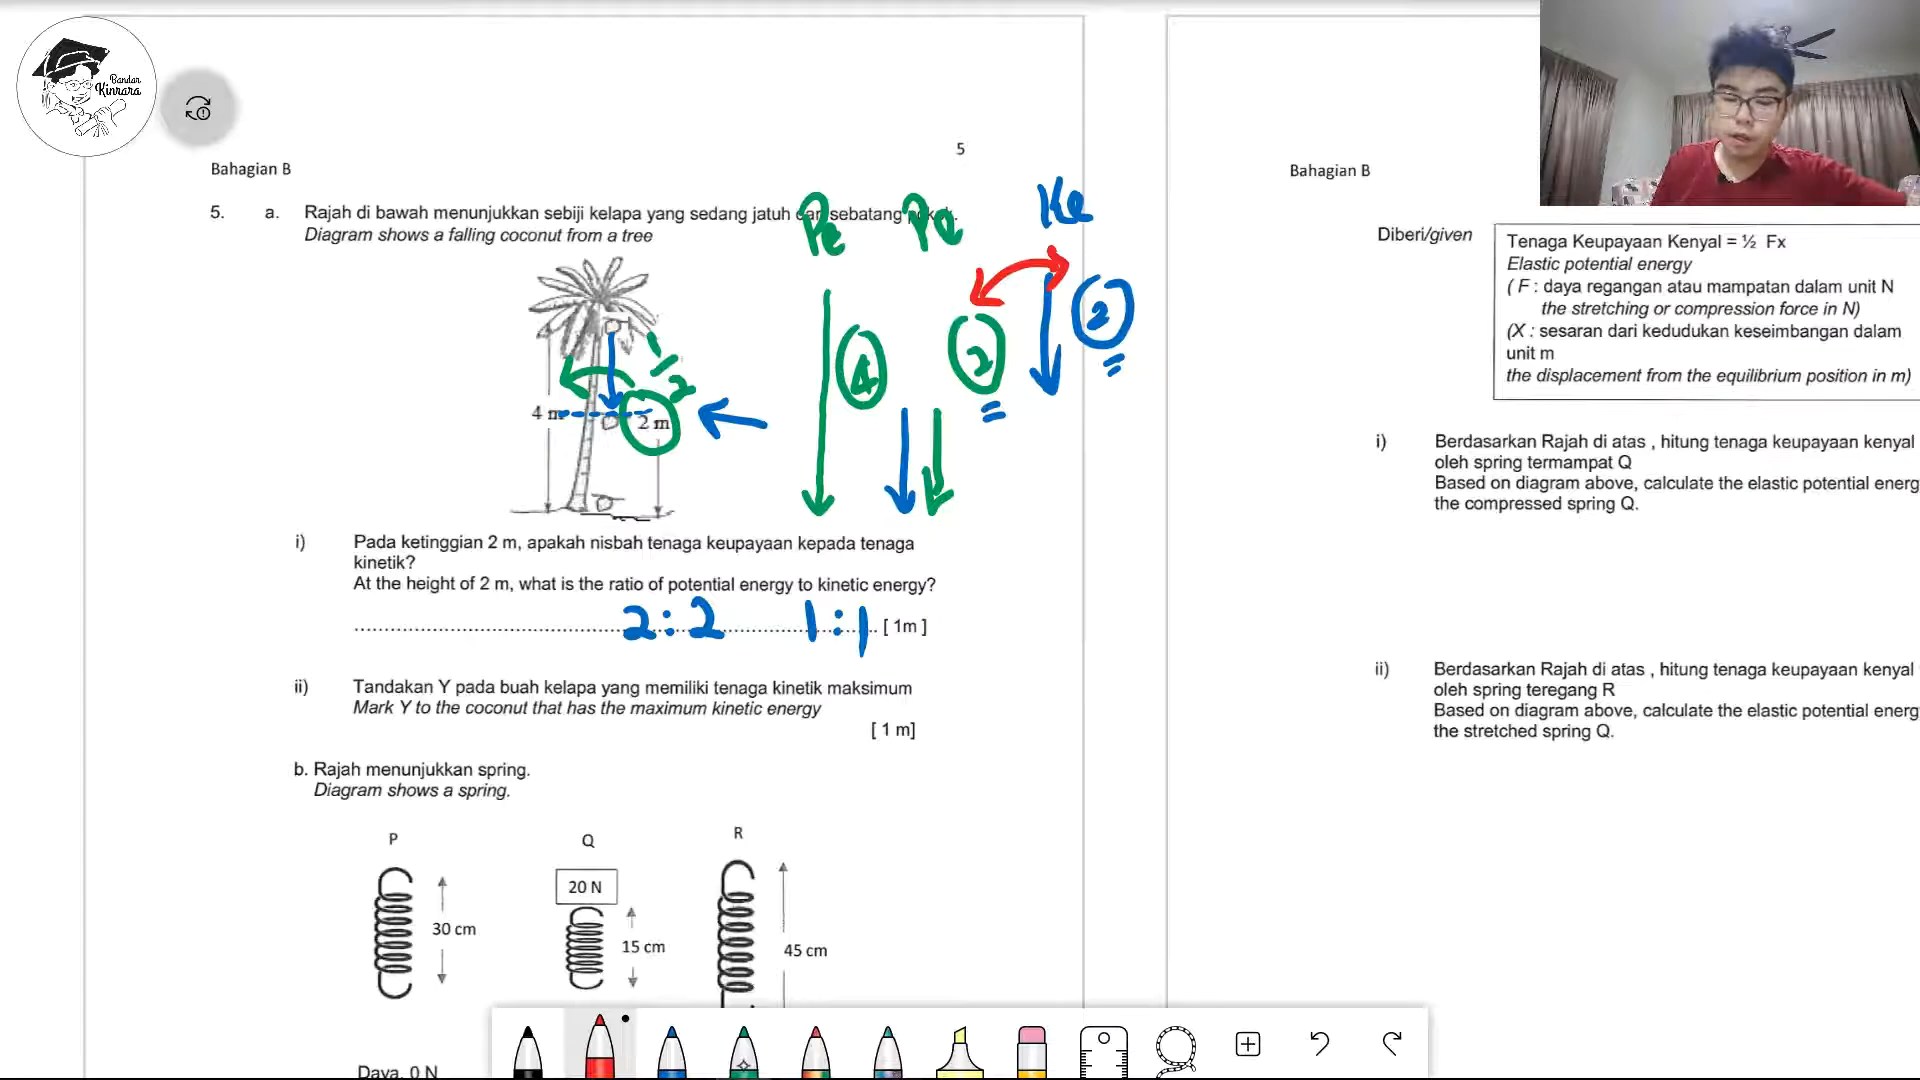 Bandar
Kinrara
5
Bahagian B
5. a. Rajah di bawah menunjukkan sebiji kelapa yang sedang jatuh dari sebatang
Diagram shows a falling coconut from a tree
Pe Pe Ke
4 m
2 m
2
4
2
2
i) Pada ketinggian 2 m, apakah nisbah tenaga keupayaan kepada tenaga
kinetik?
At the height of 2 m, what is the ratio of potential energy to kinetic energy?
2:2 1:1 [ 1m ]
ii) Tandakan Y pada buah kelapa yang memiliki tenaga kinetik maksimum
Mark Y to the coconut that has the maximum kinetic energy
[ 1 m]
b. Rajah menunjukkan spring.
Diagram shows a spring.
P Q R
20 N
30 cm
15 cm
45 cm
Daya, 0 N
Bahagian B
Diberi/given
Tenaga Keupayaan Kenyal = ½ Fx
Elastic potential energy
( F : daya regangan atau mampatan dalam unit N
the stretching or compression force in N)
(X : sesaran dari kedudukan keseimbangan dalam
unit m
the displacement from the equilibrium position in m)
i) Berdasarkan Rajah di atas , hitung tenaga keupayaan kenyal
oleh spring termampat Q
Based on diagram above, calculate the elastic potential energ
the compressed spring Q.
ii) Berdasarkan Rajah di atas , hitung tenaga keupayaan kenyal
oleh spring teregang R
Based on diagram above, calculate the elastic potential energ
the stretched spring Q.